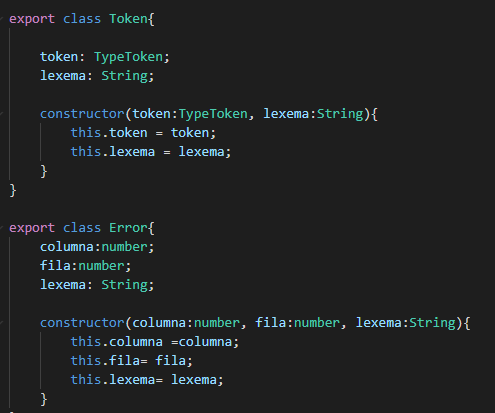 export class Token{
token: TypeToken;
lexema: String;
constructor(token:TypeToken, lexema:String){
this.token = token;
this.lexema = lexema;
}
}
export class Error{
columna:number;
fila:number;
lexema: String;
constructor(columna:number, fila:number, lexema:String){
this.columna =columna;
this.fila= fila;
this.lexema= lexema;
}